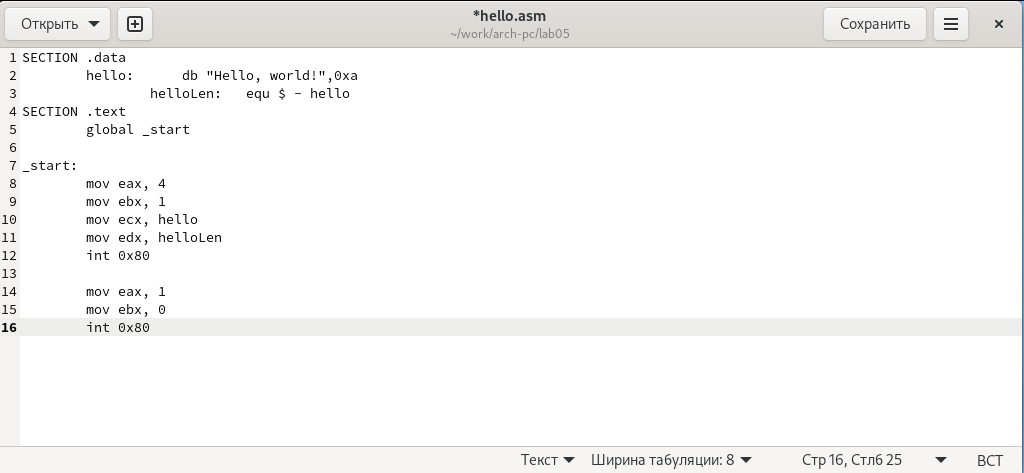 Открыть
*hello.asm
~/work/arch-pc/lab05
Сохранить
1 SECTION .data
2         hello:      db "Hello, world!",0xa
3                 helloLen:   equ $ - hello
4 SECTION .text
5         global _start
6
7 _start:
8         mov eax, 4
9         mov ebx, 1
10         mov ecx, hello
11         mov edx, helloLen
12         int 0x80
13
14         mov eax, 1
15         mov ebx, 0
16         int 0x80
Текст Ширина табуляции: 8 Стр 16, Стлб 25 ВСТ